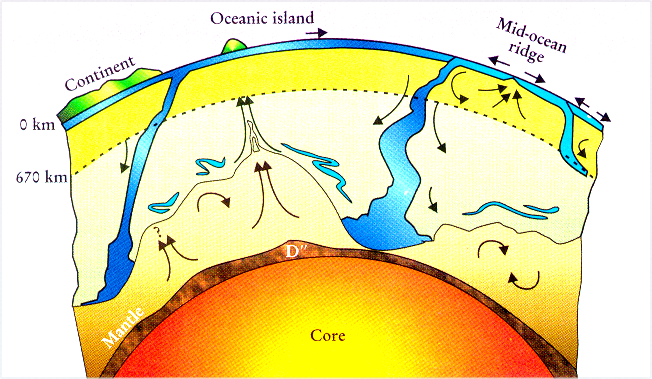 Oceanic island
Mid-ocean
ridge
Continent
0 km
670 km
?
D"
Mantle
Core